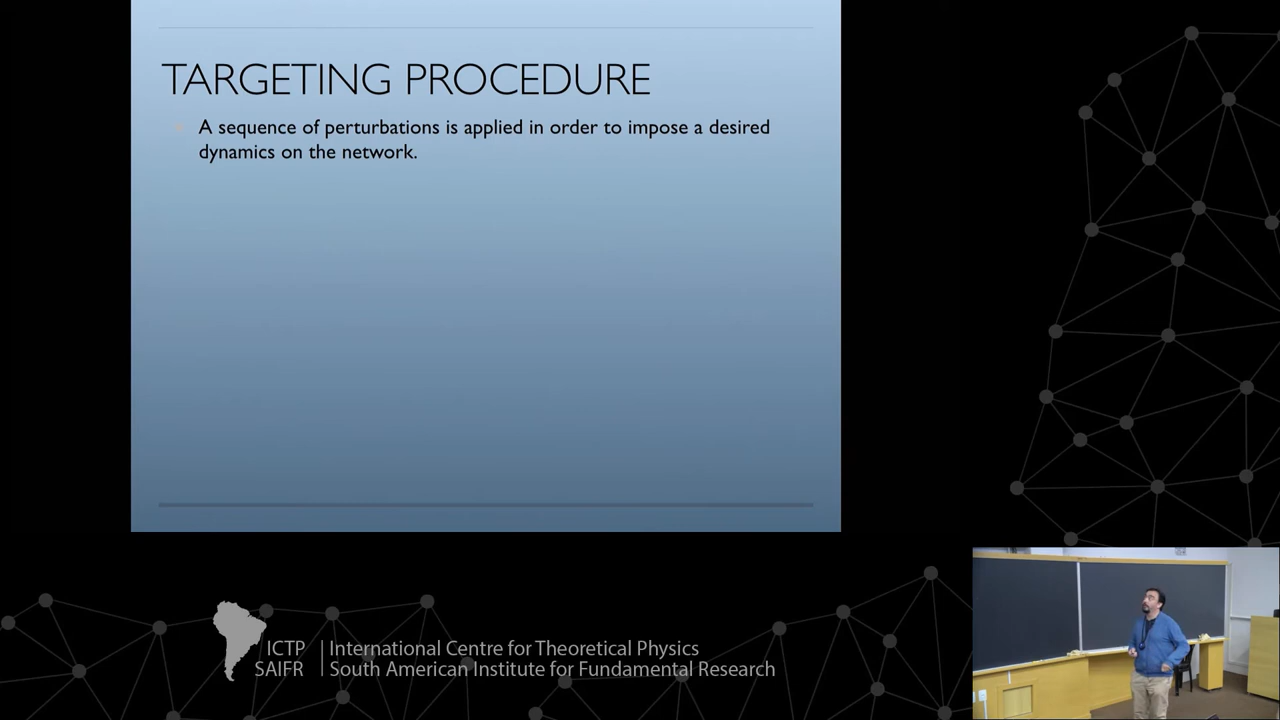 TARGETING PROCEDURE
A sequence of perturbations is applied in order to impose a desired
dynamics on the network.
ICTP International Centre for Theoretical Physics
SAIFR South American Institute for Fundamental Research